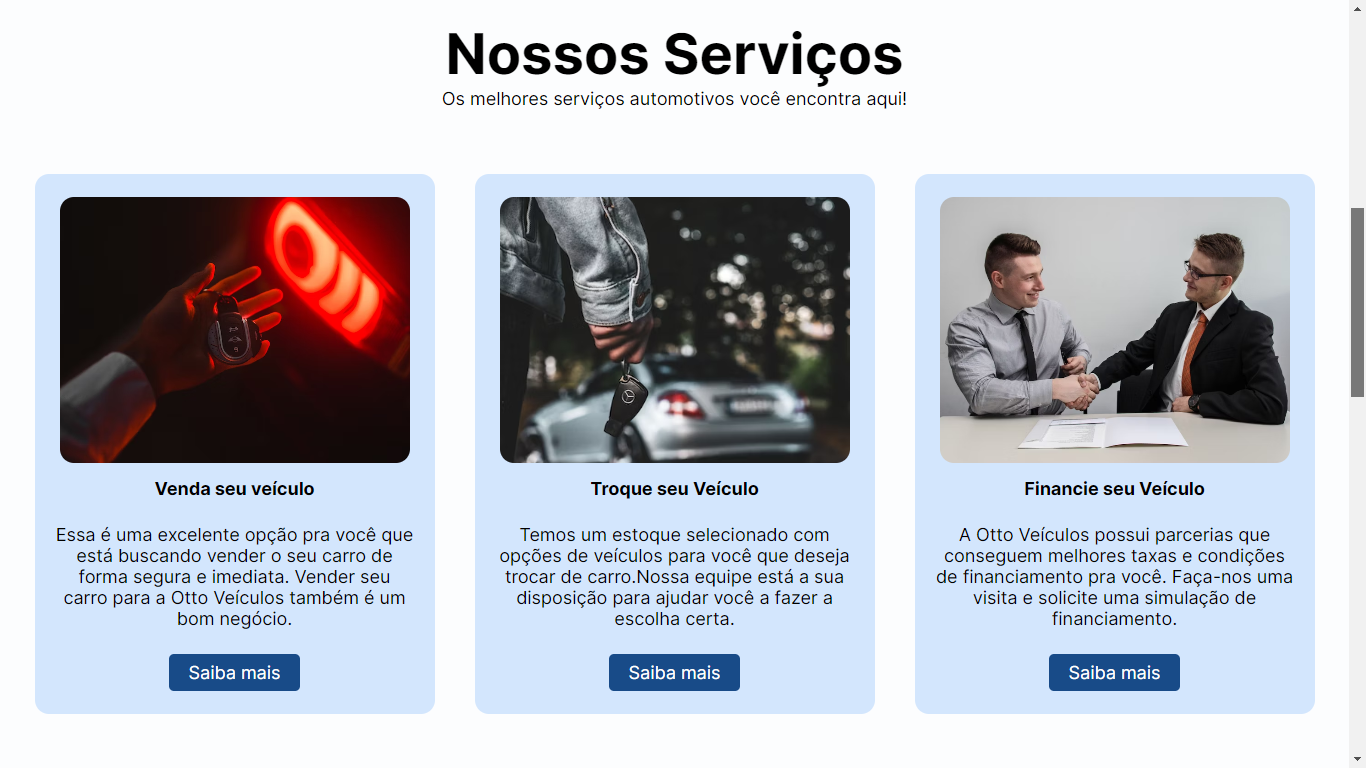 Nossos Serviços
Os melhores serviços automotivos você encontra aqui!
Venda seu veículo
Essa é uma excelente opção pra você que
está buscando vender o seu carro de
forma segura e imediata. Vender seu
carro para a Otto Veículos também é um
bom negócio.
Saiba mais
Troque seu Veículo
Temos um estoque selecionado com
opções de veículos para você que deseja
trocar de carro.Nossa equipe está a sua
disposição para ajudar você a fazer a
escolha certa.
Saiba mais
Financie seu Veículo
A Otto Veículos possui parcerias que
conseguem melhores taxas e condições
de financiamento pra você. Faça-nos uma
visita e solicite uma simulação de
financiamento.
Saiba mais